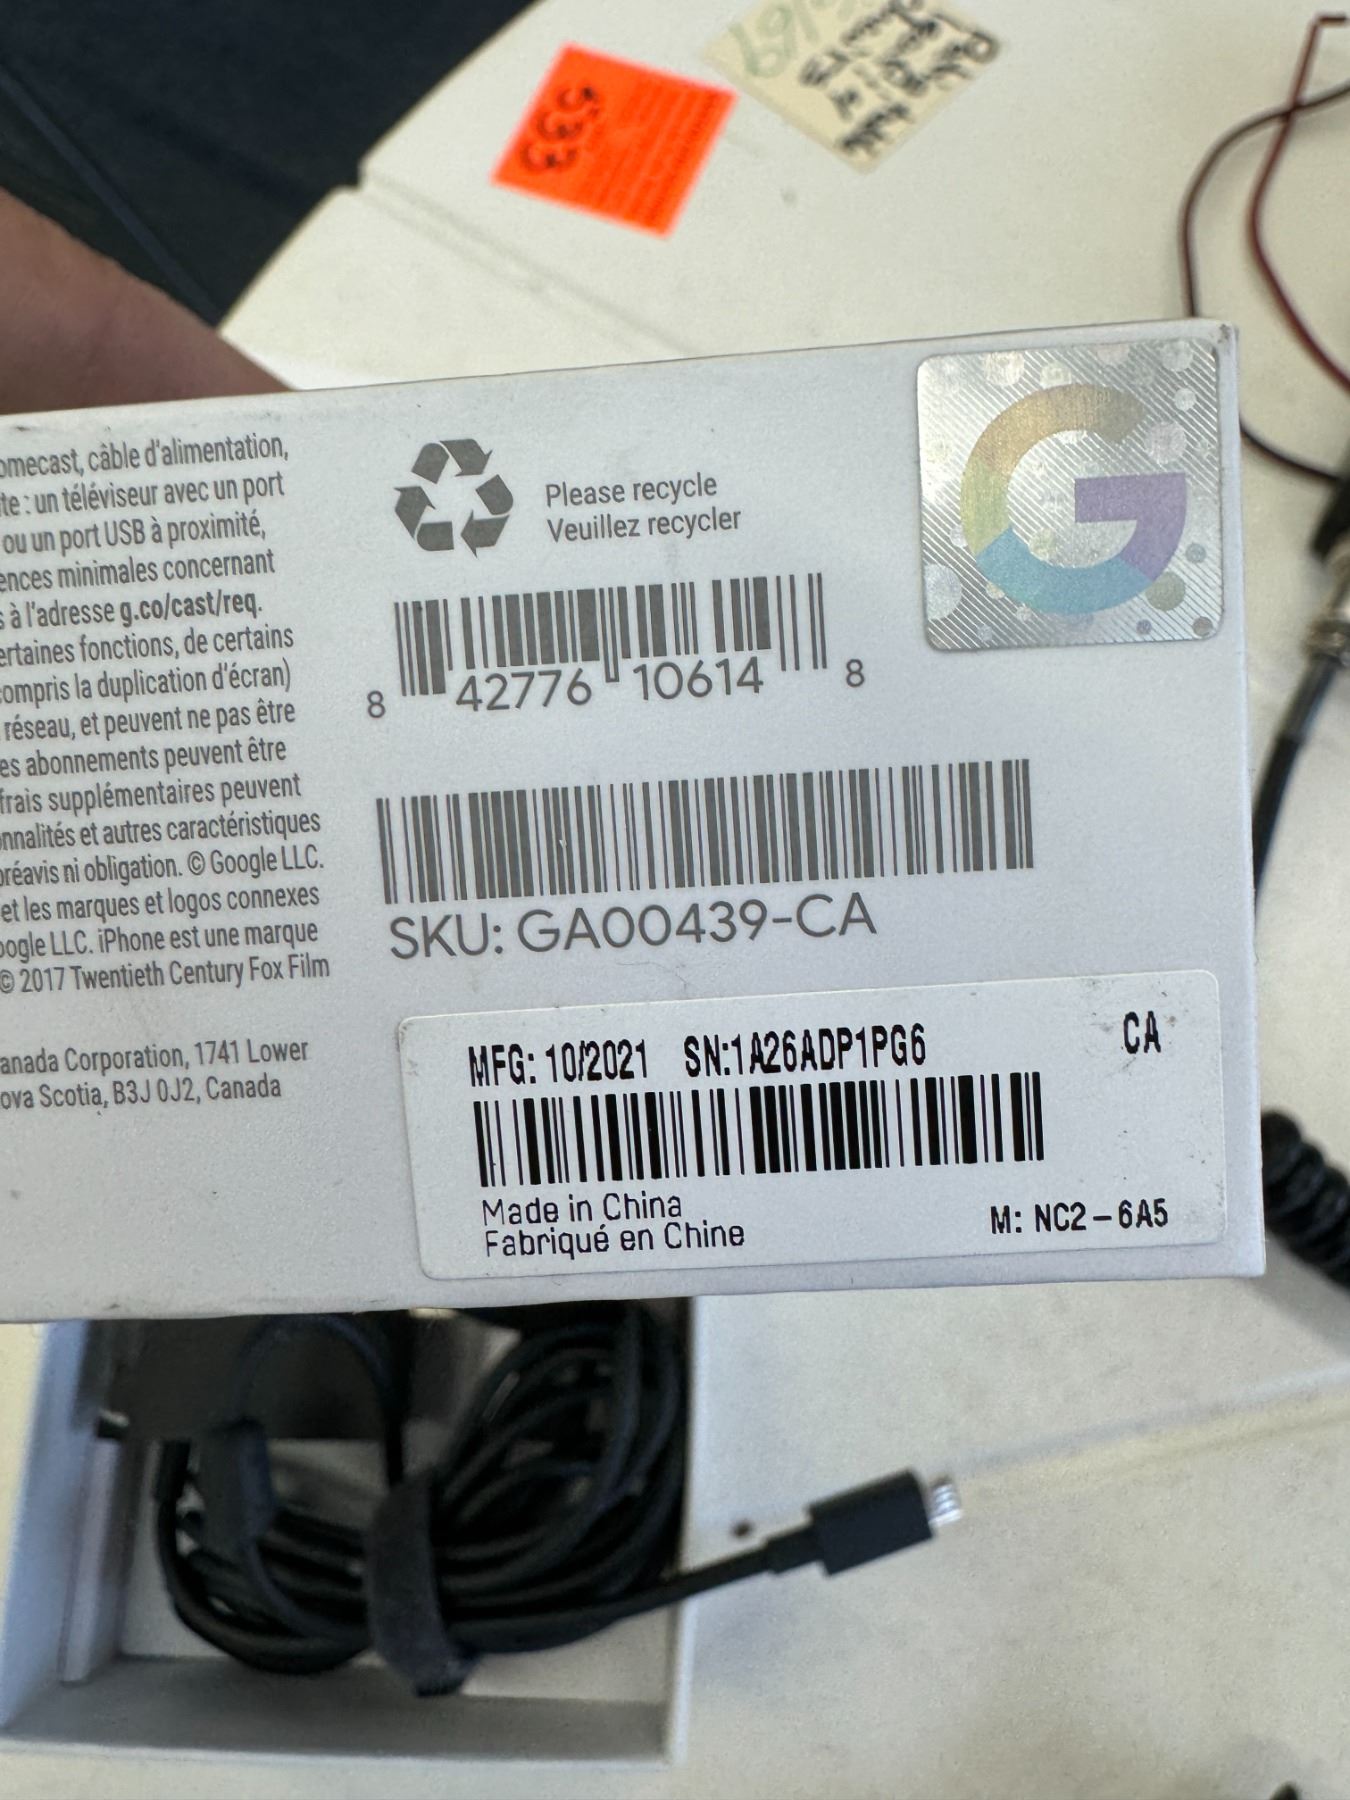 533
omecast, câble d'alimentation,
te : un téléviseur avec un port
ou un port USB à proximité,
ences minimales concernant
s à l'adresse g.co/cast/req.
ertaines fonctions, de certains
compris la duplication d'écran)
réseau, et peuvent ne pas être
es abonnements peuvent être
frais supplémentaires peuvent
onnalités et autres caractéristiques
préavis ni obligation. © Google LLC.
et les marques et logos connexes
oogle LLC. iPhone est une marque
© 2017 Twentieth Century Fox Film
anada Corporation, 1741 Lower
ova Scotia, B3J 0J2, Canada
Please recycle
Veuillez recycler
G
8 42776 10614 8
SKU: GA00439-CA
MFG: 10/2021 SN:1A26ADP1PG6 CA
Made in China
Fabriqué en Chine
M: NC2-6A5